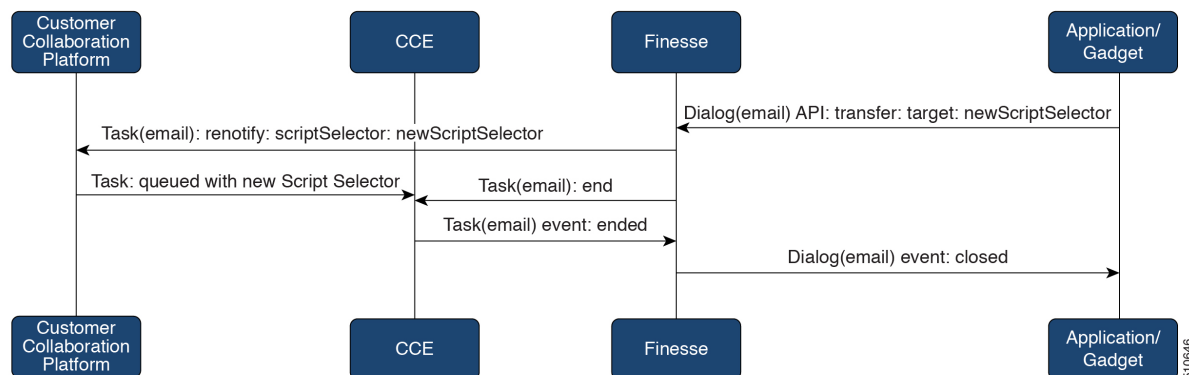 Customer
Collaboration
Platform
CCE
Finesse
Application/
Gadget
Dialog(email) API: transfer: target: newScriptSelector
Task(email): renotify: scriptSelector: newScriptSelector
Task: queued with new Script Selector
Task(email): end
Task(email) event: ended
Dialog(email) event: closed
Customer
Collaboration
Platform
CCE
Finesse
Application/
Gadget